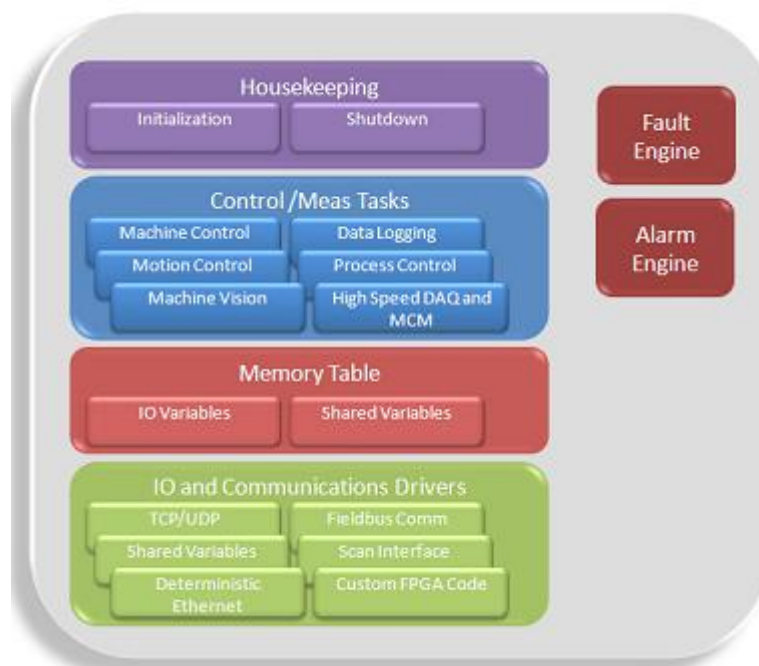 Housekeeping
Initialization
Shutdown
Control /Meas Tasks
Machine Control
Data Logging
Motion Control
Process Control
Machine Vision
High Speed DAQ and
MCM
Memory Table
IO Variables
Shared Variables
IO and Communications Drivers
TCP/UDP
Fieldbus Comm
Shared Variables
Scan Interface
Deterministic
Ethernet
Custom FPGA Code
Fault
Engine
Alarm
Engine